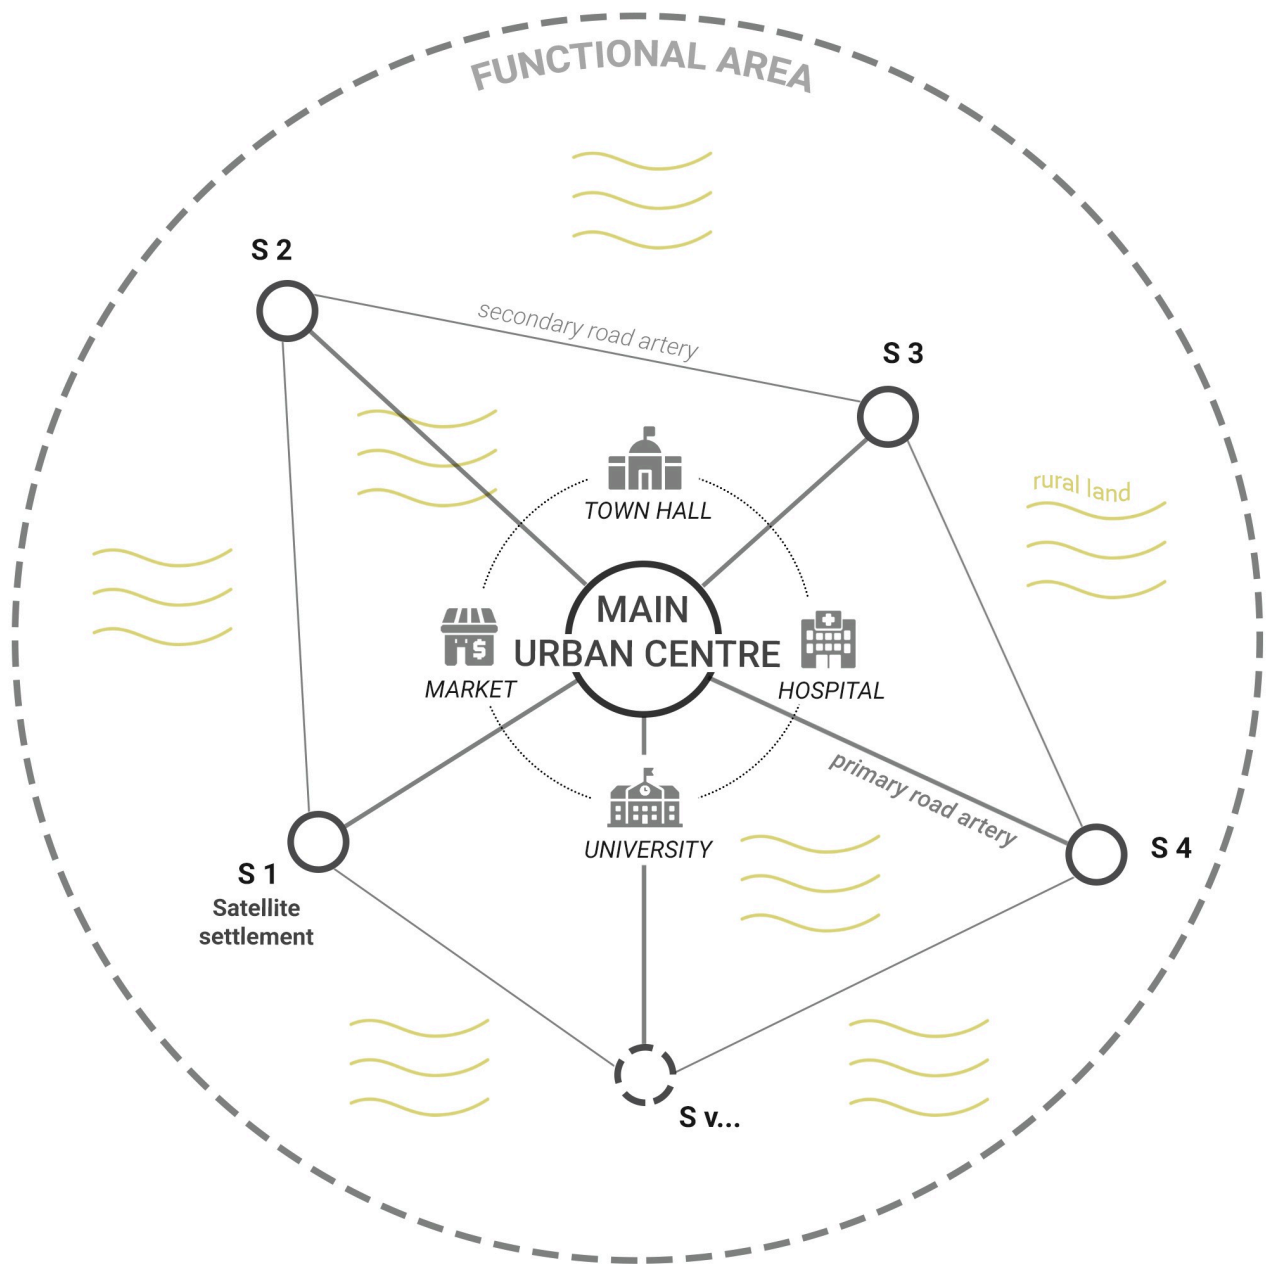 FUNCTIONAL AREA
S 2
secondary road artery
S 3
rural land
TOWN HALL
MAIN
URBAN CENTRE
MARKET
HOSPITAL
primary road artery
UNIVERSITY
S 4
S 1
Satellite
settlement
S v...